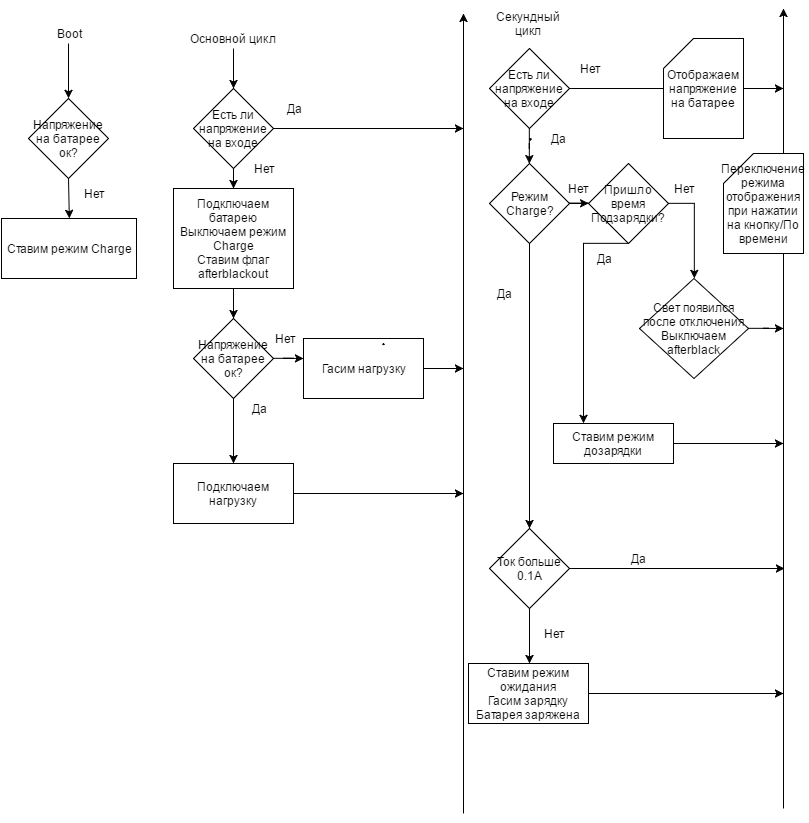 Boot
Напряжение
на батарее
ок?
Нет
Ставим режим Charge
Основной цикл
Есть ли
напряжение
на входе
Да
Нет
Подключаем
батарею
Выключаем режим
Charge
Ставим флаг
afterblackout
Напряжение
на батарее
ок?
Нет
Гасим нагрузку
Да
Подключаем
нагрузку
Секундный
цикл
Есть ли
напряжение
на входе
Нет
Отображаем
напряжение
на батарее
Да
Режим
Charge?
Нет
Пришло
время
Подзарядки?
Нет
Переключение
режима
отображения
при нажатии
на кнопку/По
времени
Да
Да
Свет появился
после отключения
Выключаем
afterblack
Ставим режим
дозарядки
Ток больше
0.1А
Да
Нет
Ставим режим
ожидания
Гасим зарядку
Батарея заряжена